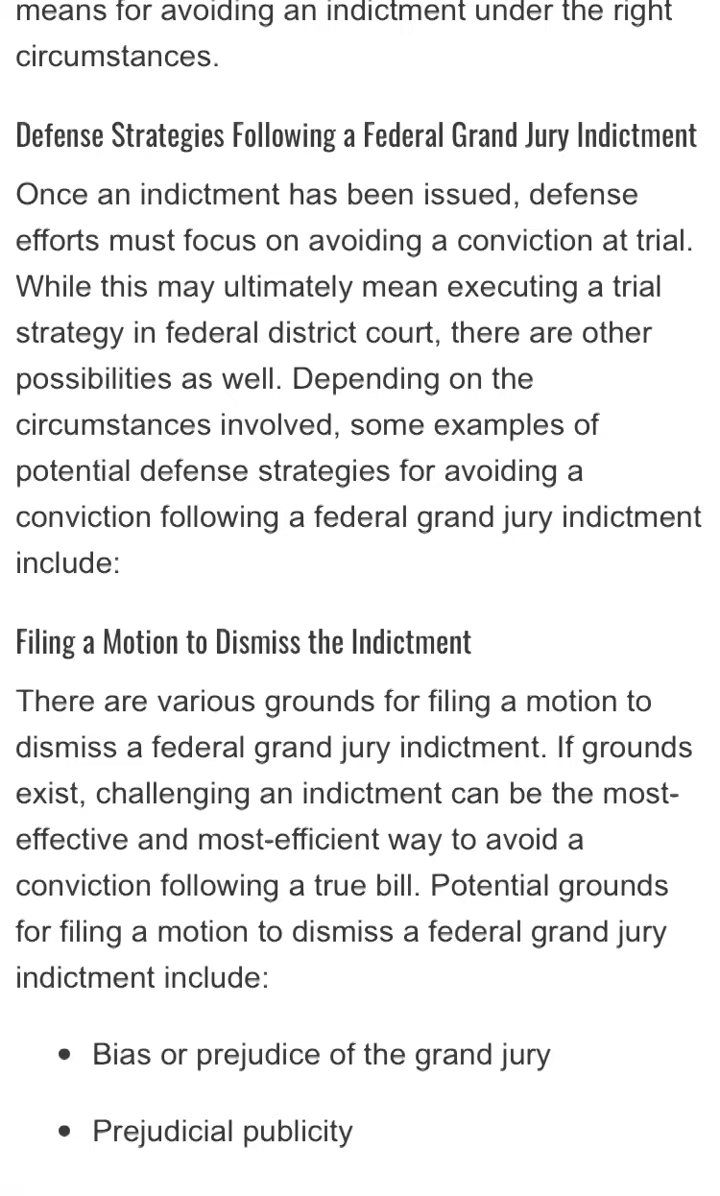 means for avoiding an indictment under the right
circumstances.
Defense Strategies Following a Federal Grand Jury Indictment
Once an indictment has been issued, defense
efforts must focus on avoiding a conviction at trial.
While this may ultimately mean executing a trial
strategy in federal district court, there are other
possibilities as well. Depending on the
circumstances involved, some examples of
potential defense strategies for avoiding a
conviction following a federal grand jury indictment
include:
Filing a Motion to Dismiss the Indictment
There are various grounds for filing a motion to
dismiss a federal grand jury indictment. If grounds
exist, challenging an indictment can be the most-
effective and most-efficient way to avoid a
conviction following a true bill. Potential grounds
for filing a motion to dismiss a federal grand jury
indictment include:
• Bias or prejudice of the grand jury
• Prejudicial publicity